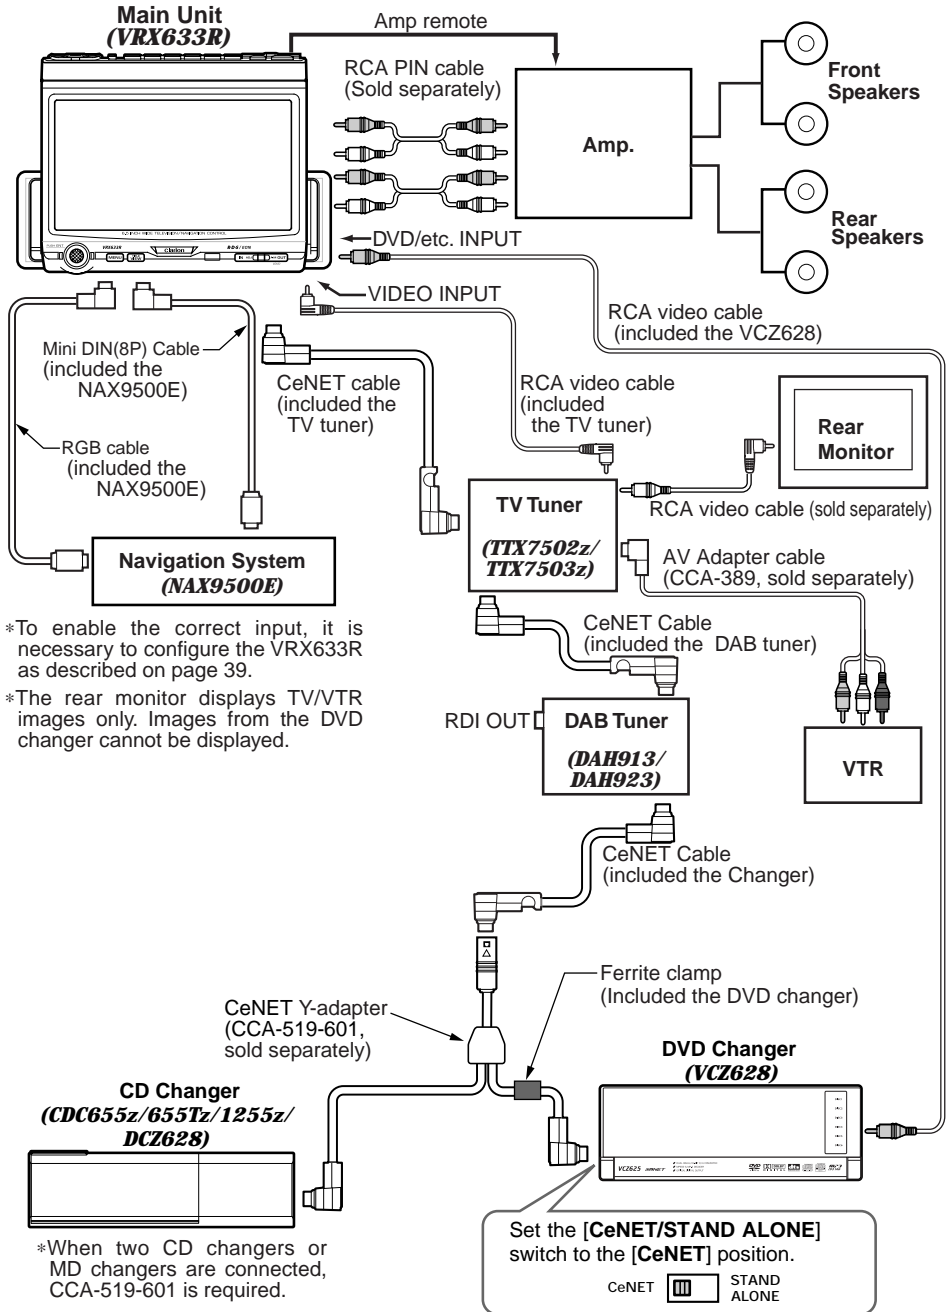 Main Unit
(VRX633R)
Amp remote
RCA PIN cable
(Sold separately)
Amp.
Front
Speakers
Rear
Speakers
DVD/etc. INPUT
VIDEO INPUT
VRX633R
Clarion
MENU
IN
OUT
RCA video cable
(included the VCZ628)
Mini DIN(8P) Cable
(included the
NAX9500E)
CeNET cable
(included the
TV tuner)
RCA video cable
(included
the TV tuner)
Rear
Monitor
RGB cable
(included the
NAX9500E)
RCA video cable (sold separately)
TV Tuner
(TTX7502z/
TTX7503z)
Navigation System
(NAX9500E)
AV Adapter cable
(CCA-389, sold separately)
*To enable the correct input, it is
necessary to configure the VRX633R
as described on page 39.
*The rear monitor displays TV/VTR
images only. Images from the DVD
changer cannot be displayed.
CeNET Cable
(included the DAB tuner)
RDI OUT
DAB Tuner
(DAH913/
DAH923)
VTR
CeNET Cable
(included the Changer)
Ferrite clamp
(Included the DVD changer)
CeNET Y-adapter
(CCA-519-601,
sold separately)
DVD Changer
(VCZ628)
CD Changer
(CDC655z/655Tz/1255z/
DCZ628)
VCZ625
*When two CD changers or
MD changers are connected,
CCA-519-601 is required.
Set the [CeNET/STAND ALONE]
switch to the [CeNET] position.
CeNET
STAND
ALONE